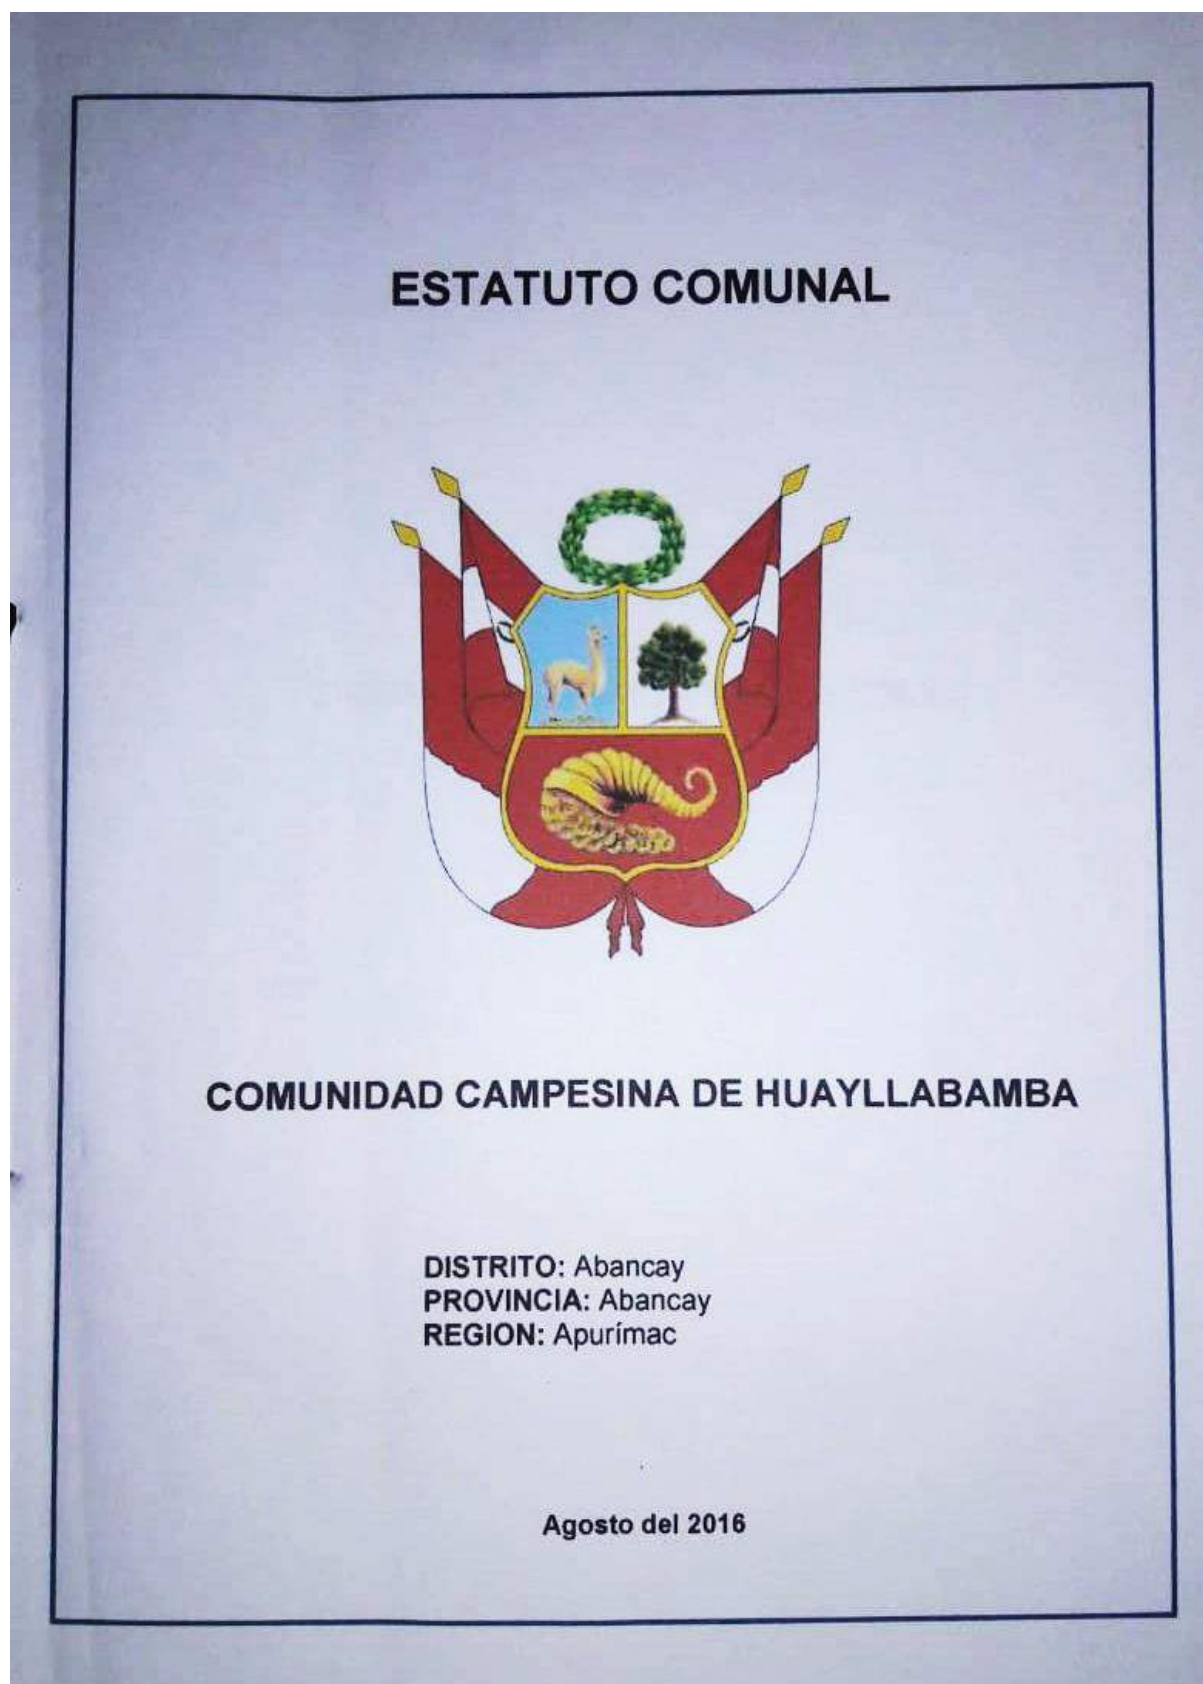 ESTATUTO COMUNAL
COMUNIDAD CAMPESINA DE HUAYLLABAMBA
DISTRITO: Abancay
PROVINCIA: Abancay
REGION: Apurímac
Agosto del 2016